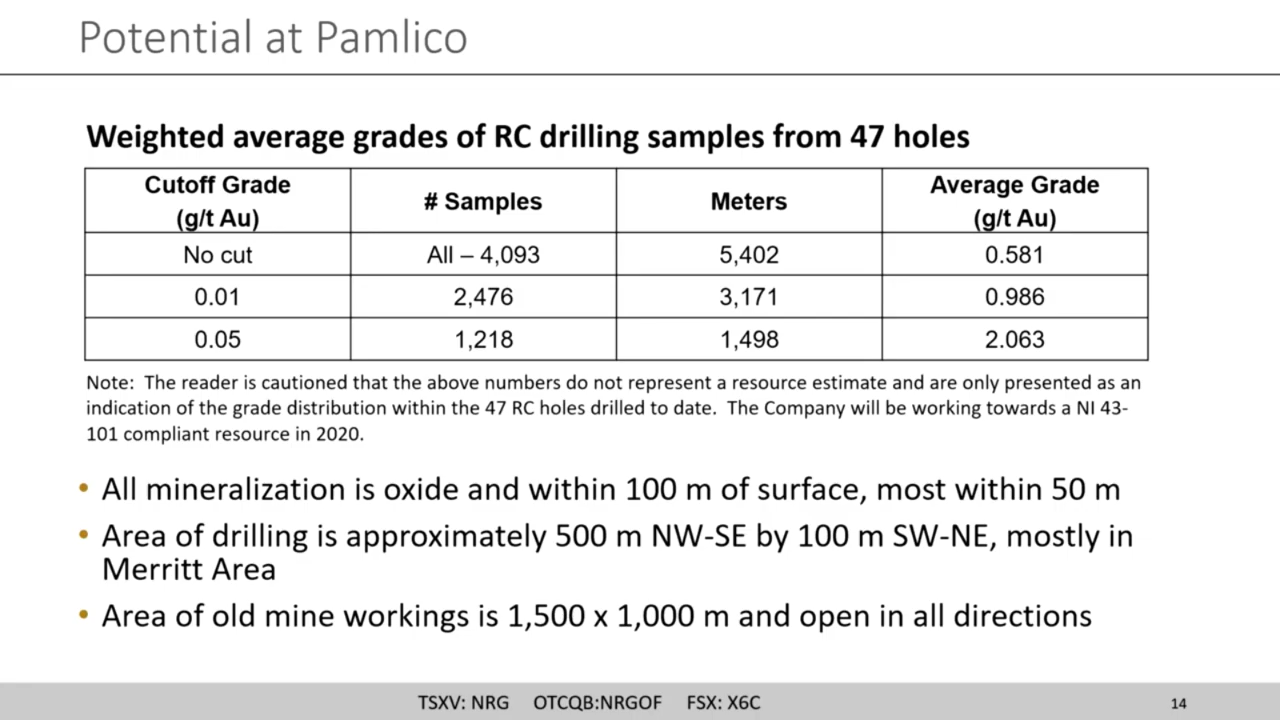 Potential at Pamlico
Weighted average grades of RC drilling samples from 47 holes
Cutoff Grade (g/t Au) # Samples Meters Average Grade (g/t Au)
No cut All – 4,093 5,402 0.581
0.01 2,476 3,171 0.986
0.05 1,218 1,498 2.063
Note: The reader is cautioned that the above numbers do not represent a resource estimate and are only presented as an
indication of the grade distribution within the 47 RC holes drilled to date. The Company will be working towards a NI 43-
101 compliant resource in 2020.
• All mineralization is oxide and within 100 m of surface, most within 50 m
• Area of drilling is approximately 500 m NW-SE by 100 m SW-NE, mostly in
Merritt Area
• Area of old mine workings is 1,500 x 1,000 m and open in all directions
TSXV: NRG OTCQB:NRGOF FSX: X6C 14